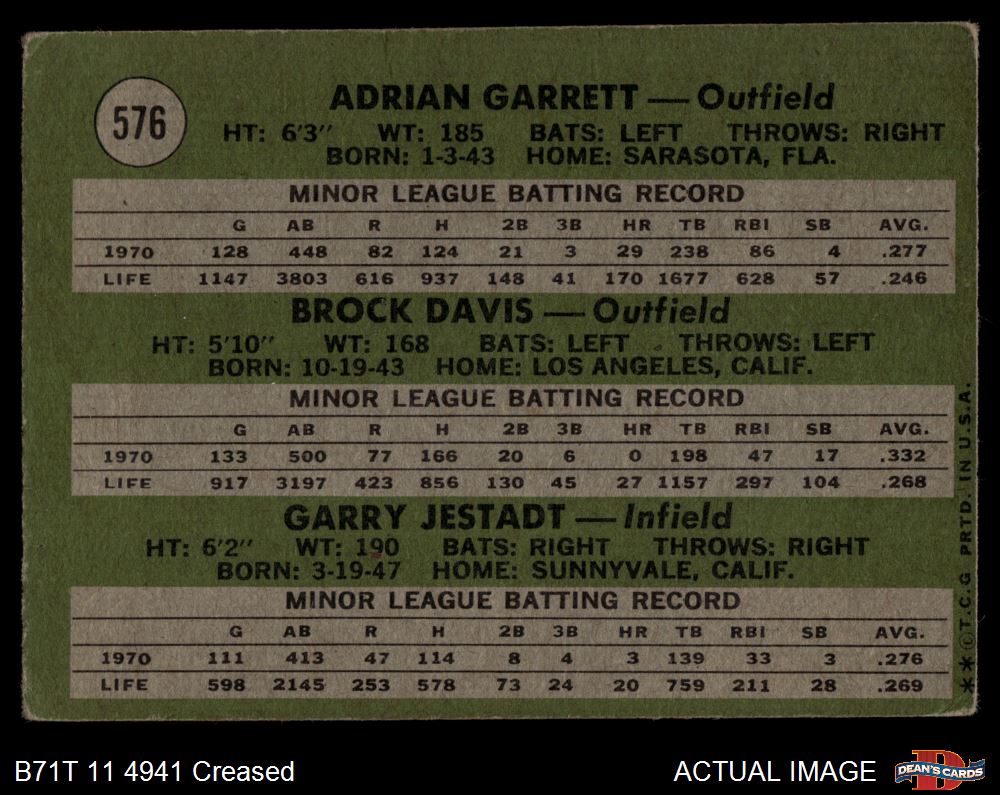 576
ADRIAN GARRETT — Outfield
HT: 6'3" WT: 185 BATS: LEFT THROWS: RIGHT
BORN: 1-3-43 HOME: SARASOTA, FLA.
MINOR LEAGUE BATTING RECORD
G AB R H 2B 3B HR TB RBI SB AVG.
1970 128 448 82 124 21 3 29 238 86 4 .277
LIFE 1147 3803 616 937 148 41 170 1677 628 57 .246
BROCK DAVIS — Outfield
HT: 5'10" WT: 168 BATS: LEFT THROWS: LEFT
BORN: 10-19-43 HOME: LOS ANGELES, CALIF.
MINOR LEAGUE BATTING RECORD
G AB R H 2B 3B HR TB RBI SB AVG.
1970 133 500 77 166 20 6 0 198 47 17 .332
LIFE 917 3197 423 856 130 45 27 1157 297 104 .268
GARRY JESTADT — Infield
HT: 6'2" WT: 190 BATS: RIGHT THROWS: RIGHT
BORN: 3-19-47 HOME: SUNNYVALE, CALIF.
MINOR LEAGUE BATTING RECORD
G AB R H 2B 3B HR TB RBI SB AVG.
1970 111 413 47 114 8 4 3 139 33 3 .276
LIFE 598 2145 253 578 73 24 20 759 211 28 .269
**©T.C.G PRTD. IN U.S.A.
B71T 11 4941 Creased
ACTUAL IMAGE
D
DEAN'S CARDS